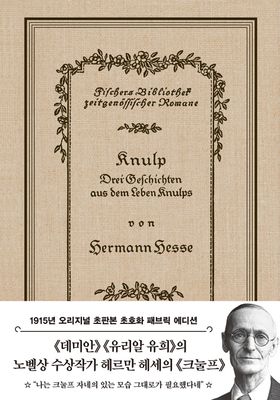 Fischers Bibliothek
zeitgenössischer Romane
Knulp
Drei Geschichten
aus dem Leben Knulps
von
Hermann Hesse
1915년 오리지널 초판본 초호화 패브릭 에디션
《데미안》《유리알 유희》의
노벨상 수상작가 헤르만 헤세의 《크눌프》
☆ “나는 크눌프 자네의 있는 모습 그대로가 필요했다네” ☆